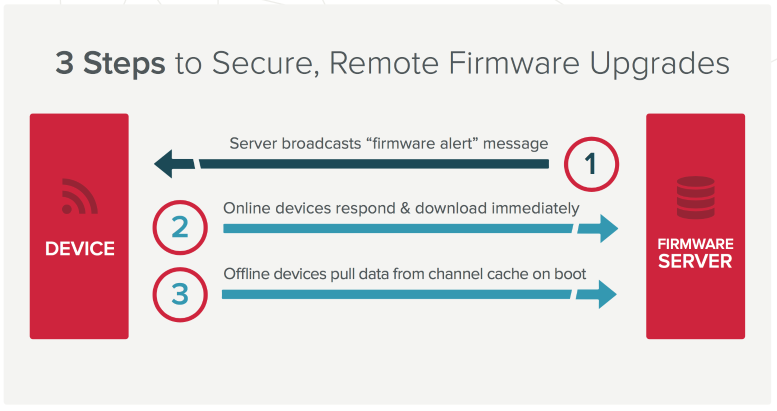 3 Steps to Secure, Remote Firmware Upgrades
Server broadcasts “firmware alert” message
1
DEVICE
2
Online devices respond & download immediately
FIRMWARE
SERVER
3
Offline devices pull data from channel cache on boot